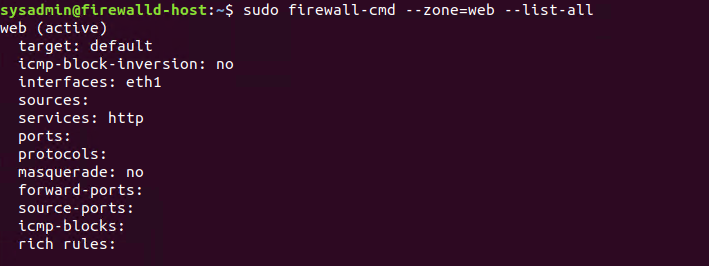 sysadmin@firewalld-host:~$ sudo firewall-cmd --zone=web --list-all
web (active)
  target: default
  icmp-block-inversion: no
  interfaces: eth1
  sources:
  services: http
  ports:
  protocols:
  masquerade: no
  forward-ports:
  source-ports:
  icmp-blocks:
  rich rules: